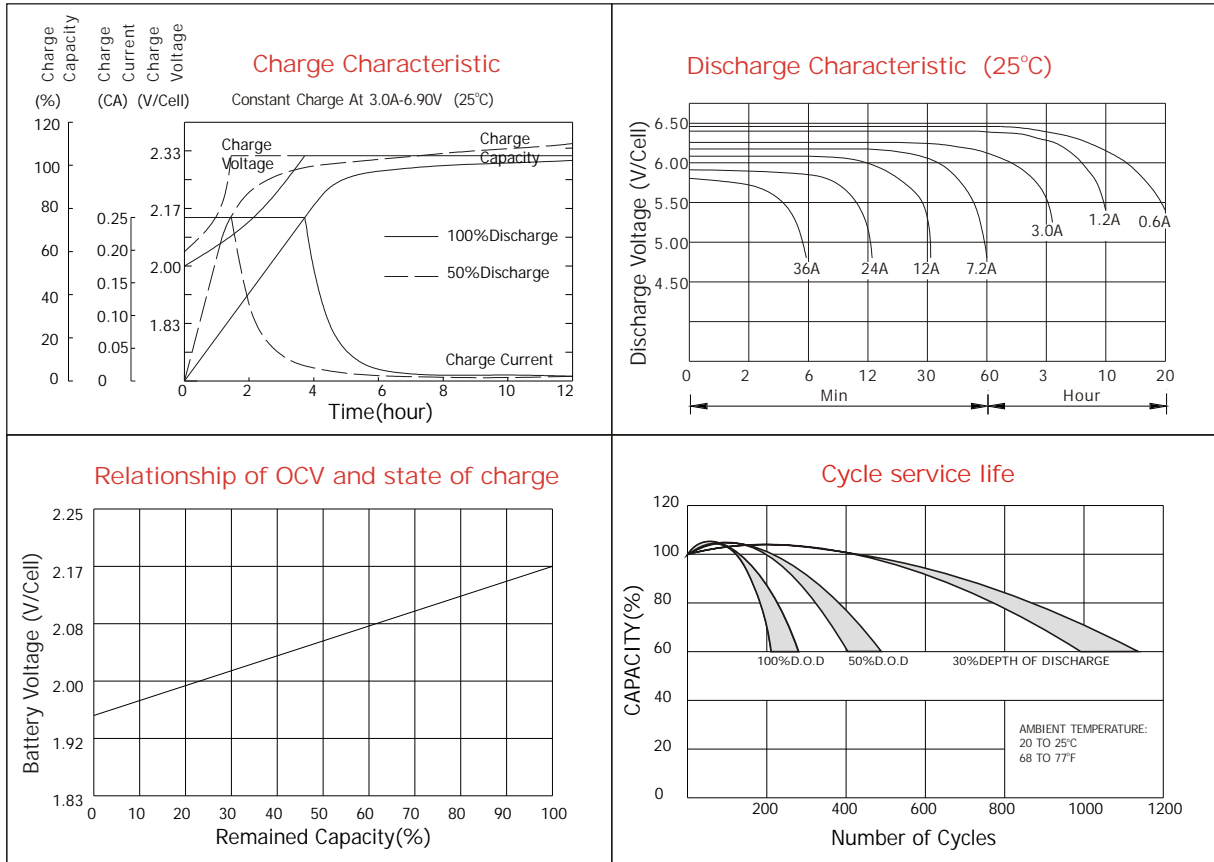 Charge Capacity
Charge Current
Charge Voltage
(%) (CA) (V/Cell)
Charge Characteristic
Constant Charge At 3.0A-6.90V (25°C)
120
100
80
60
40
20
0
0.25
0.20
0.15
0.10
0.05
0
2.33
2.17
2.00
1.83
Charge Voltage
Charge Capacity
100%Discharge
50%Discharge
Charge Current
0 2 4 6 8 10 12
Time(hour)
Discharge Characteristic (25°C)
Discharge Voltage (V/Cell)
6.50
6.00
5.50
5.00
4.50
0
36A 24A 12A 7.2A 3.0A 1.2A 0.6A
0 2 6 12 30 60 3 10 20
Min Hour
Relationship of OCV and state of charge
Battery Voltage (V/Cell)
2.25
2.17
2.08
2.00
1.92
1.83
0 10 20 30 40 50 60 70 80 90 100
Remained Capacity(%)
Cycle service life
CAPACITY(%)
120
100
80
60
40
20
0
100%D.O.D 50%D.O.D 30%DEPTH OF DISCHARGE
AMBIENT TEMPERATURE:
20 TO 25°C
68 TO 77°F
200 400 600 800 1000 1200
Number of Cycles